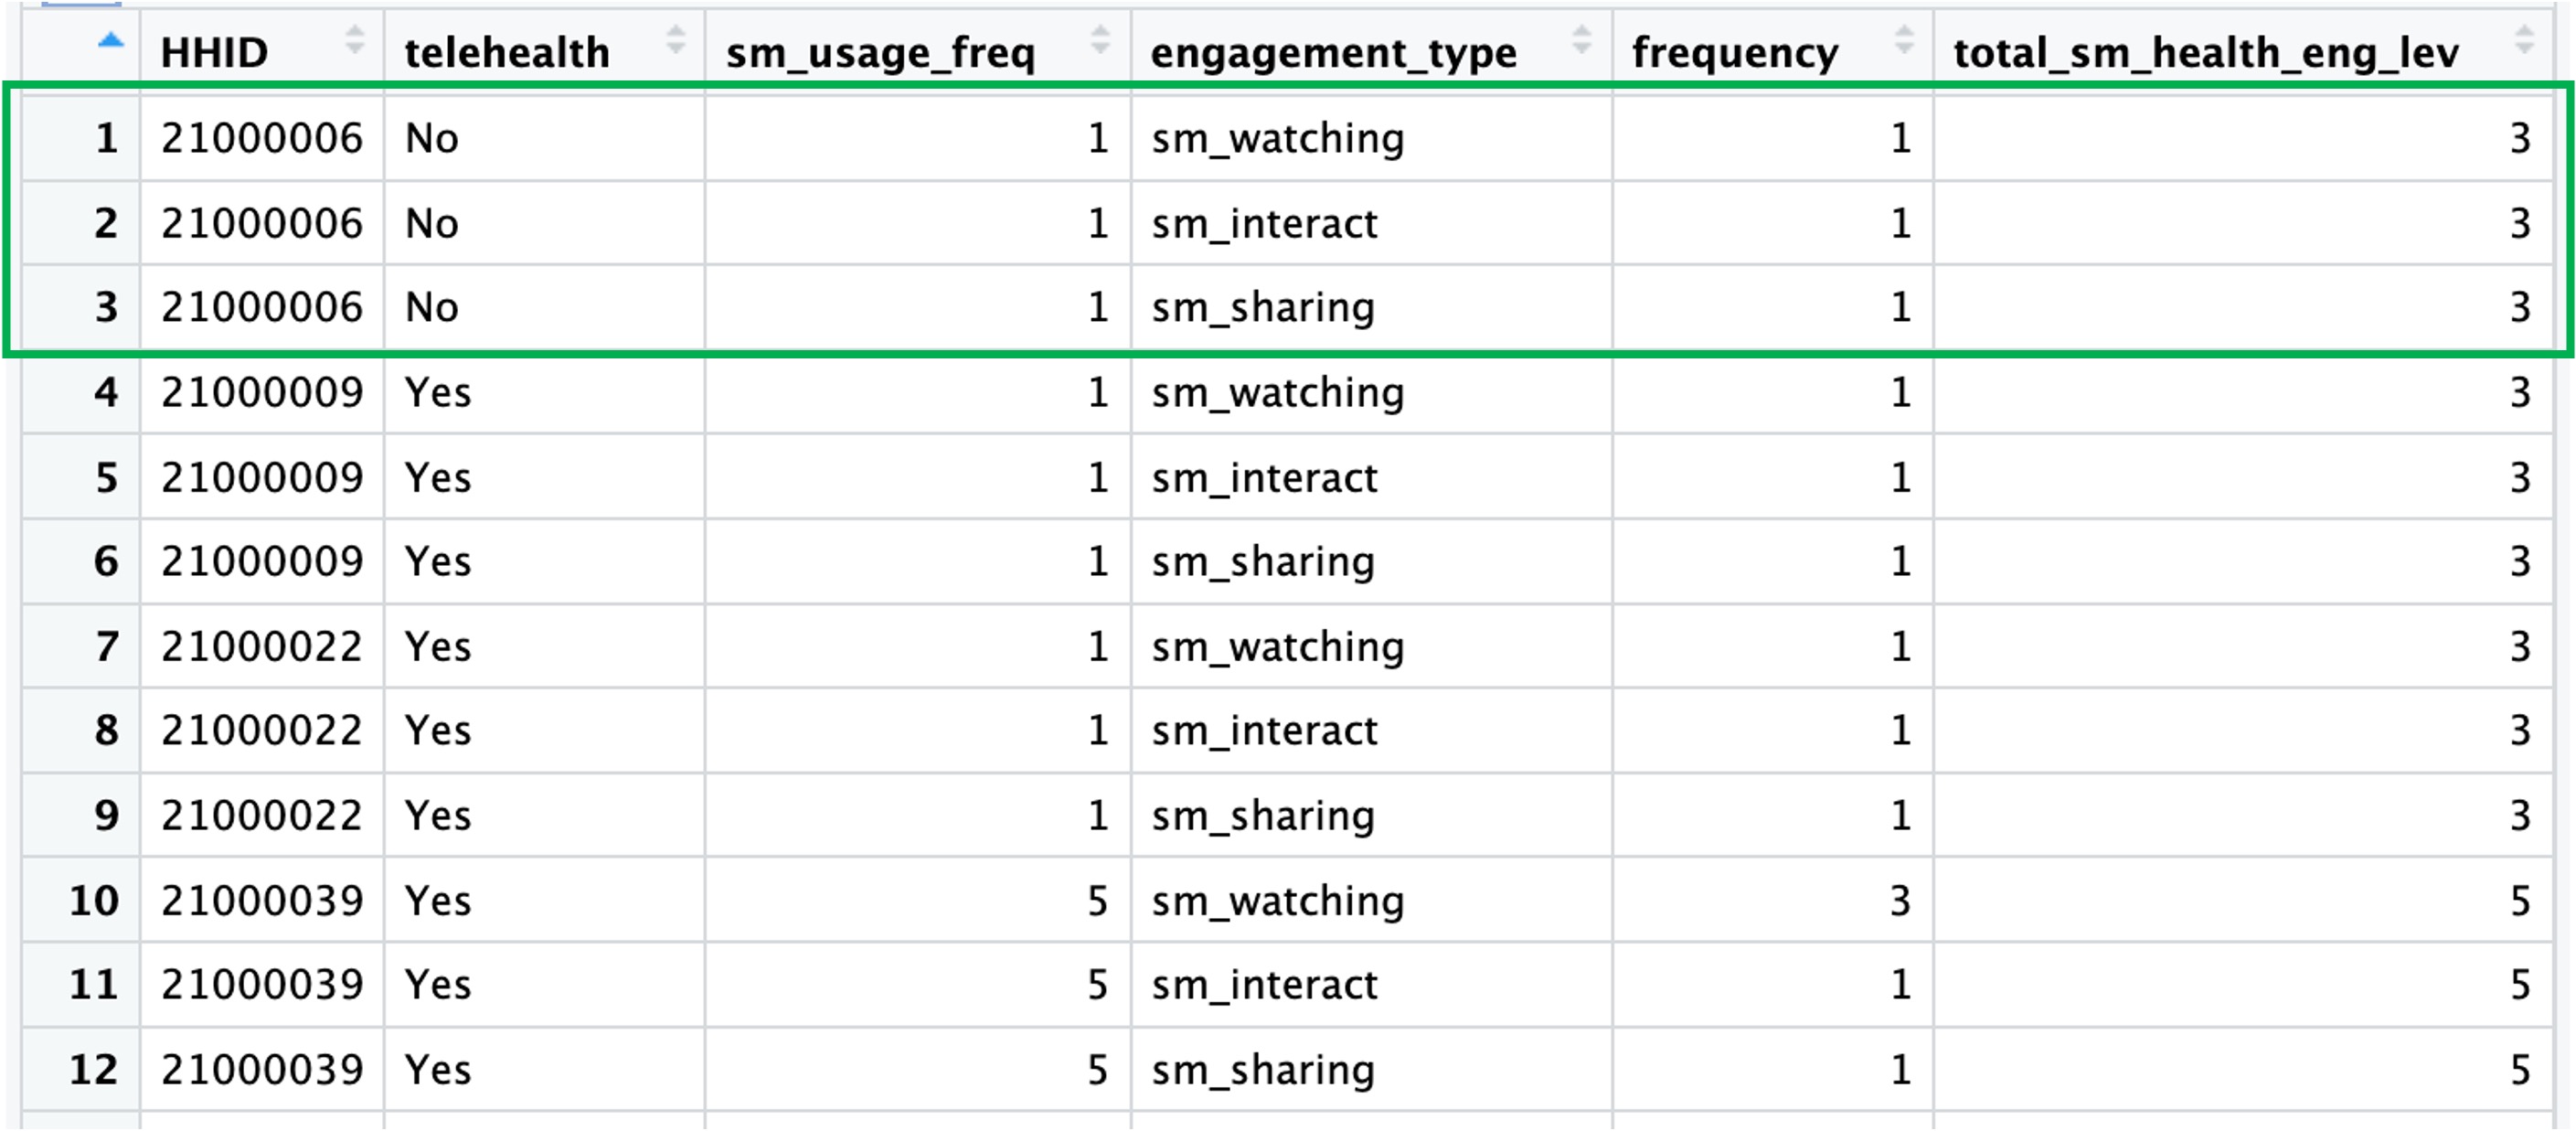 HHID telehealth sm_usage_freq engagement_type frequency total_sm_health_eng_lev
1 21000006 No 1 sm_watching 1 3
2 21000006 No 1 sm_interact 1 3
3 21000006 No 1 sm_sharing 1 3
4 21000009 Yes 1 sm_watching 1 3
5 21000009 Yes 1 sm_interact 1 3
6 21000009 Yes 1 sm_sharing 1 3
7 21000022 Yes 1 sm_watching 1 3
8 21000022 Yes 1 sm_interact 1 3
9 21000022 Yes 1 sm_sharing 1 3
10 21000039 Yes 5 sm_watching 3 5
11 21000039 Yes 5 sm_interact 1 5
12 21000039 Yes 5 sm_sharing 1 5